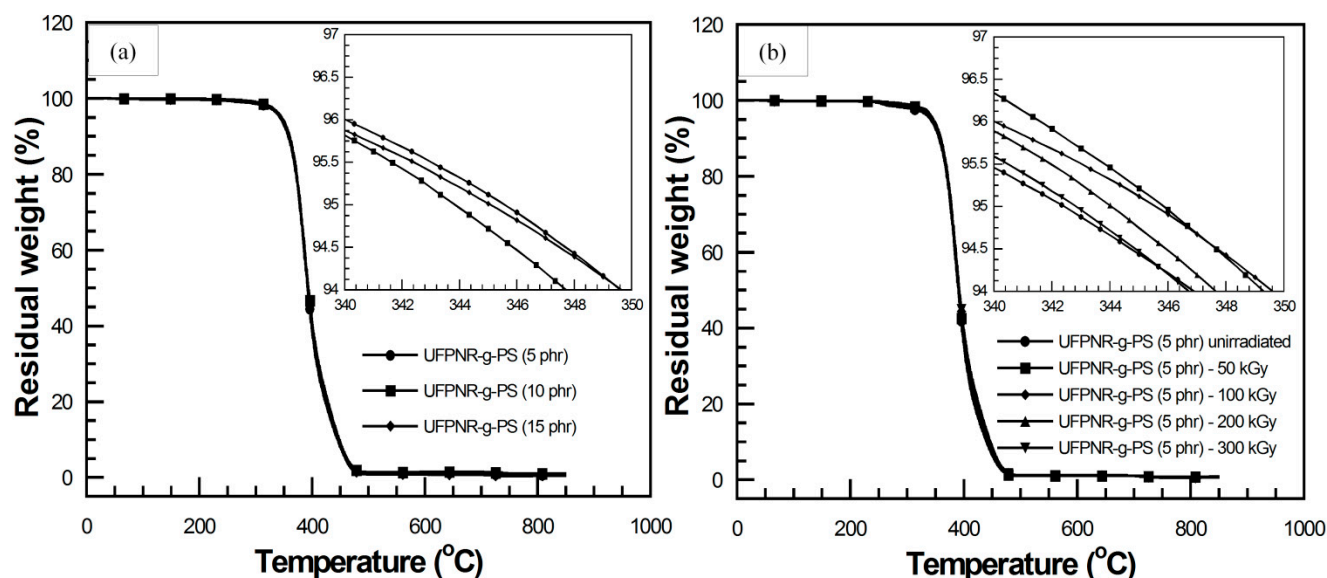 (a)
Residual weight (%)
120
100
80
60
40
20
0
0 200 400 600 800 1000
Temperature (°C)
97
96.5
96
95.5
95
94.5
94
340 342 344 346 348 350
UFPNR-g-PS (5 phr)
UFPNR-g-PS (10 phr)
UFPNR-g-PS (15 phr)
(b)
Residual weight (%)
120
100
80
60
40
20
0
0 200 400 600 800 1000
Temperature (°C)
97
96.5
96
95.5
95
94.5
94
340 342 344 346 348 350
UFPNR-g-PS (5 phr) unirradiated
UFPNR-g-PS (5 phr) - 50 kGy
UFPNR-g-PS (5 phr) - 100 kGy
UFPNR-g-PS (5 phr) - 200 kGy
UFPNR-g-PS (5 phr) - 300 kGy